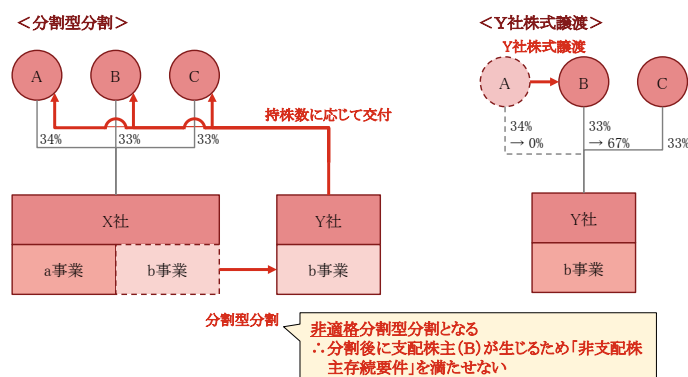 ＜分割型分割＞
A
B
C
持株数に応じて交付
34%
33%
33%
X社
Y社
a事業
b事業
b事業
分割型分割
非適格分割型分割となる
∴分割後に支配株主(B)が生じるため「非支配株
主存続要件」を満たせない
＜Y社株式譲渡＞
Y社株式譲渡
A
B
C
34%
→ 0%
33%
→ 67%
33%
Y社
b事業